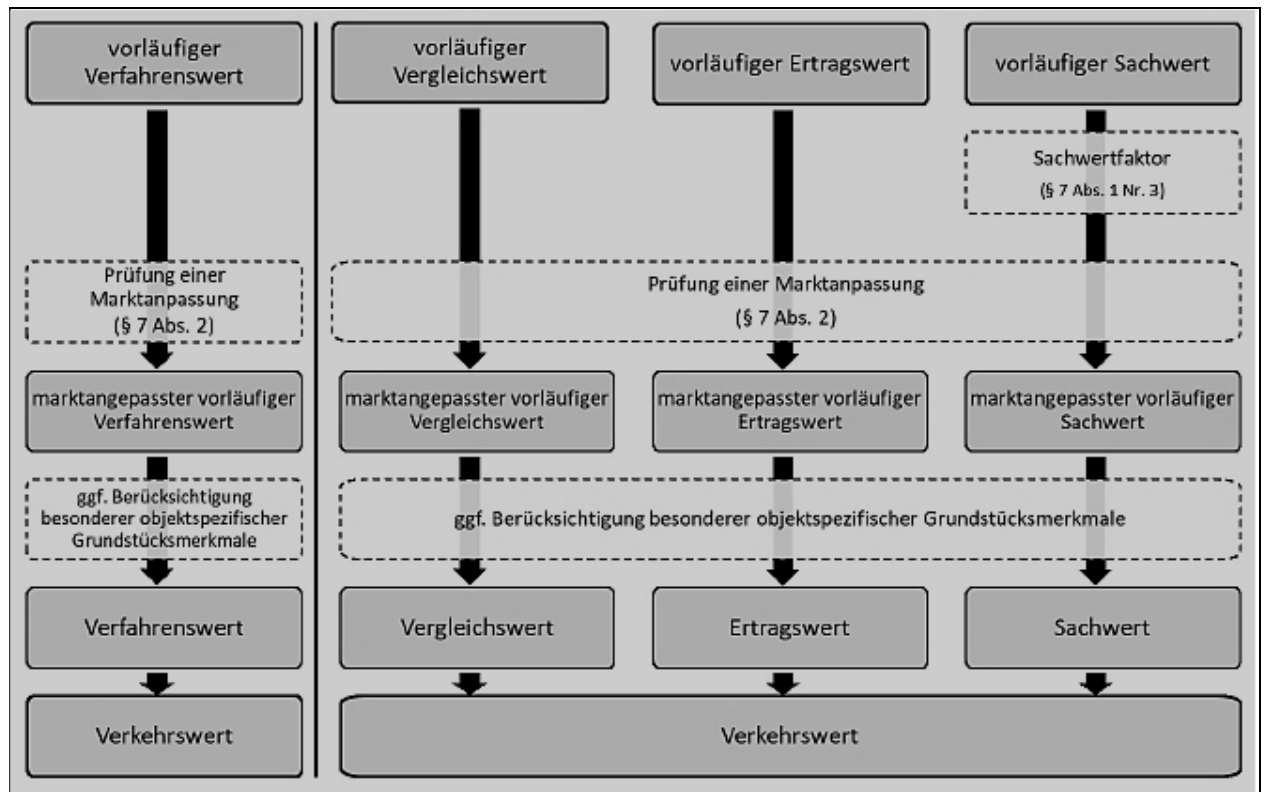 vorläufiger
Verfahrenswert
vorläufiger
Vergleichswert
vorläufiger Ertragswert
vorläufiger Sachwert
Sachwertfaktor
(§ 7 Abs. 1 Nr. 3)
Prüfung einer
Marktanpassung
(§ 7 Abs. 2)
Prüfung einer Marktanpassung
(§ 7 Abs. 2)
marktangepasster vorläufiger
Verfahrenswert
marktangepasster vorläufiger
Vergleichswert
marktangepasster vorläufiger
Ertragswert
marktangepasster vorläufiger
Sachwert
ggf. Berücksichtigung
besonderer objektspezifischer
Grundstücksmerkmale
ggf. Berücksichtigung besonderer objektspezifischer Grundstücksmerkmale
Verfahrenswert
Vergleichswert
Ertragswert
Sachwert
Verkehrswert
Verkehrswert